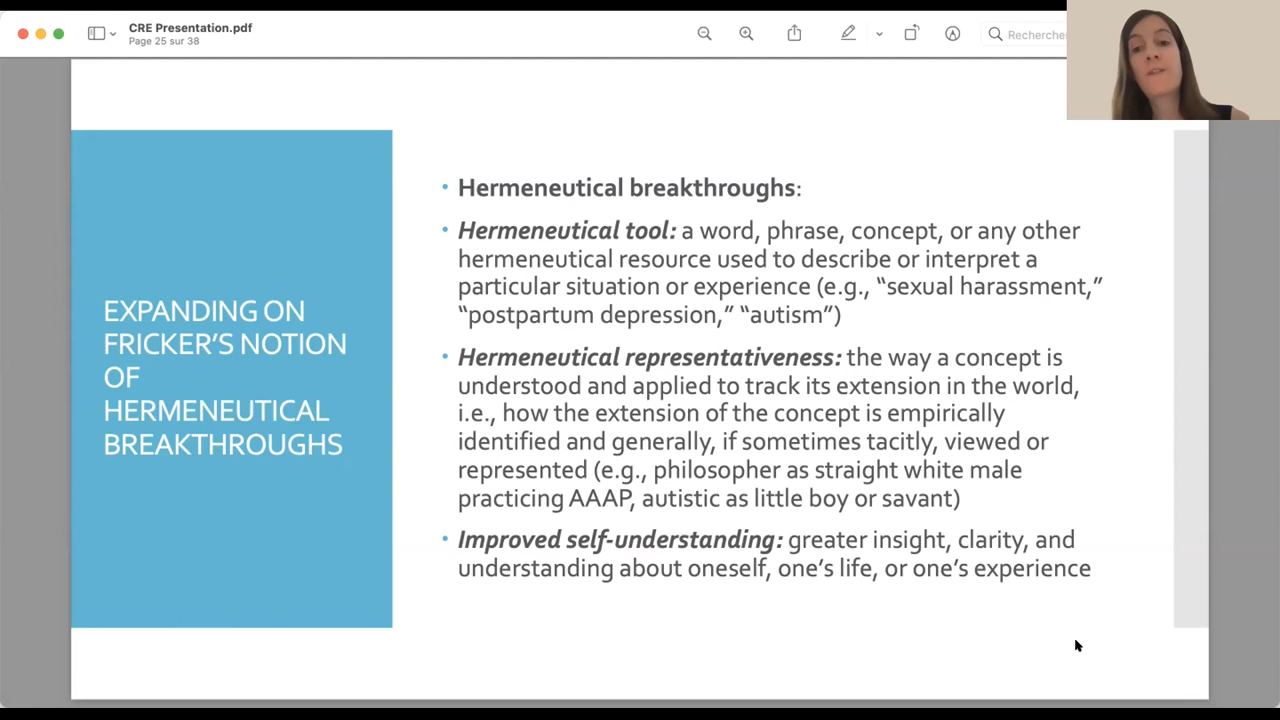 CRE Presentation.pdf
Page 25 sur 38
Recherche
EXPANDING ON
FRICKER'S NOTION
OF
HERMENEUTICAL
BREAKTHROUGHS
• Hermeneutical breakthroughs:
• Hermeneutical tool: a word, phrase, concept, or any other
hermeneutical resource used to describe or interpret a
particular situation or experience (e.g., “sexual harassment,”
“postpartum depression,” “autism”)
• Hermeneutical representativeness: the way a concept is
understood and applied to track its extension in the world,
i.e., how the extension of the concept is empirically
identified and generally, if sometimes tacitly, viewed or
represented (e.g., philosopher as straight white male
practicing AAAP, autistic as little boy or savant)
• Improved self-understanding: greater insight, clarity, and
understanding about oneself, one's life, or one's experience